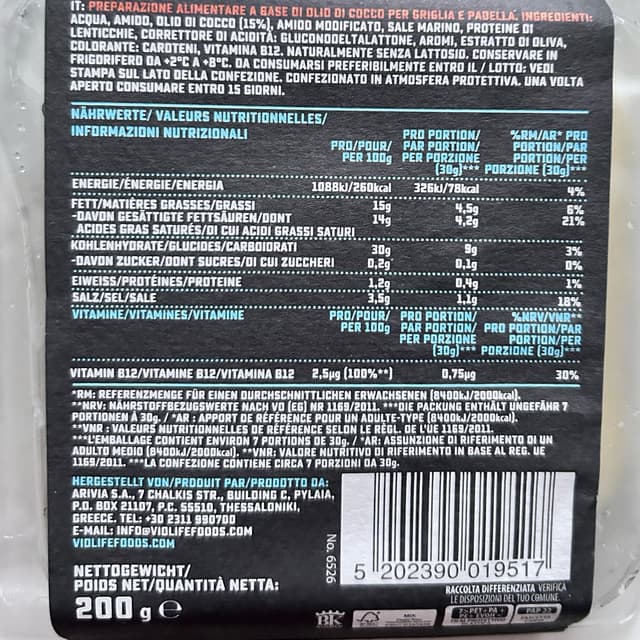 IT: PREPARAZIONE ALIMENTARE A BASE DI OLIO DI COCCO PER GRIGLIA E PADELLA. INGREDIENTI:
ACQUA, AMIDO, OLIO DI COCCO (15%), AMIDO MODIFICATO, SALE MARINO, PROTEINE DI
LENTICCHIE, CORRETTORE DI ACIDITÀ: GLUCONODELTALATTONE, AROMI, ESTRATTO DI OLIVA,
COLORANTE: CAROTENI, VITAMINA B12. NATURALMENTE SENZA LATTOSIO. CONSERVARE IN
FRIGORIFERO DA +2°C A +8°C. DA CONSUMARSI PREFERIBILMENTE ENTRO IL / LOTTO: VEDI
STAMPA SUL LATO DELLA CONFEZIONE. CONFEZIONATO IN ATMOSFERA PROTETTIVA. UNA VOLTA
APERTO CONSUMARE ENTRO 15 GIORNI.
NÄHRWERTE/ VALEURS NUTRITIONNELLES/
INFORMAZIONI NUTRIZIONALI
PRO/POUR/
PER 100g
PRO PORTION/
PAR PORTION/
PER PORZIONE
(30g)***
%RM/AR* PRO
PORTION/PAR
PORTION/PER
PORZIONE (30g)***
ENERGIE/ÉNERGIE/ENERGIA 1088kJ/260kcal 326kJ/78kcal 4%
FETT/MATIÈRES GRASSES/GRASSI 15g 4,5g 6%
-DAVON GESÄTTIGTE FETTSÄUREN/DONT 14g 4,2g 21%
ACIDES GRAS SATURÉS/DI CUI ACIDI GRASSI SATURI
KOHLENHYDRATE/GLUCIDES/CARBOIDRATI 30g 9g 3%
-DAVON ZUCKER/DONT SUCRES/DI CUI ZUCCHERI 0,2g 0,1g 0%
EIWEISS/PROTÉINES/PROTEINE 1,2g 0,4g 1%
SALZ/SEL/SALE 3,5g 1,1g 18%
VITAMINE/VITAMINES/VITAMINE
PRO/POUR/
PER 100g
PRO PORTION/
PAR PORTION/
PER PORZIONE
(30g)***
%NRV/VNR**
PRO PORTION/PAR
PORTION/PER
PORZIONE (30g)***
VITAMIN B12/VITAMINE B12/VITAMINA B12 2,5µg (100%**) 0,75µg 30%
*RM: REFERENZMENGE FÜR EINEN DURCHSCHNITTLICHEN ERWACHSENEN (8400kJ/2000kcal).
**NRV: NÄHRSTOFFBEZUGSWERTE NACH VO (EG) NR 1169/2011. ***DIE PACKUNG ENTHÄLT UNGEFÄHR 7
PORTIONEN À 30g. / *AR : APPORT DE RÉFÉRENCE POUR UN ADULTE-TYPE (8400kJ/2000kcal).
**VNR : VALEURS NUTRITIONNELLES DE RÉFÉRENCE SELON LE RÉGL. DE L'UE 1169/2011.
***L'EMBALLAGE CONTIENT ENVIRON 7 PORTIONS DE 30g. / *AR: ASSUNZIONE DI RIFERIMENTO DI UN
ADULTO MEDIO (8400kJ/2000kcal). **VNR: VALORE NUTRITIVO DI RIFERIMENTO IN BASE AL REG. UE
1169/2011. ***LA CONFEZIONE CONTIENE CIRCA 7 PORZIONI DA 30g.
HERGESTELLT VON/PRODUIT PAR/PRODOTTO DA:
ARIVIA S.A., 7 CHALKIS STR., BUILDING C, PYLAIA,
P.O. BOX 21107, P.C. 55510, THESSALONIKI,
GREECE. TEL: +30 2311 990700
E-MAIL: INFO@VIOLIFEFOODS.COM
VIOLIFEFOODS.COM
No. 6526
5 202390 019517
NETTOGEWICHT/
POIDS NET/QUANTITÀ NETTA:
200 g e
RACCOLTA DIFFERENZIATA VERIFICA
LE DISPOSIZIONI DEL TUO COMUNE.
BK
FSC
MIX
PAP